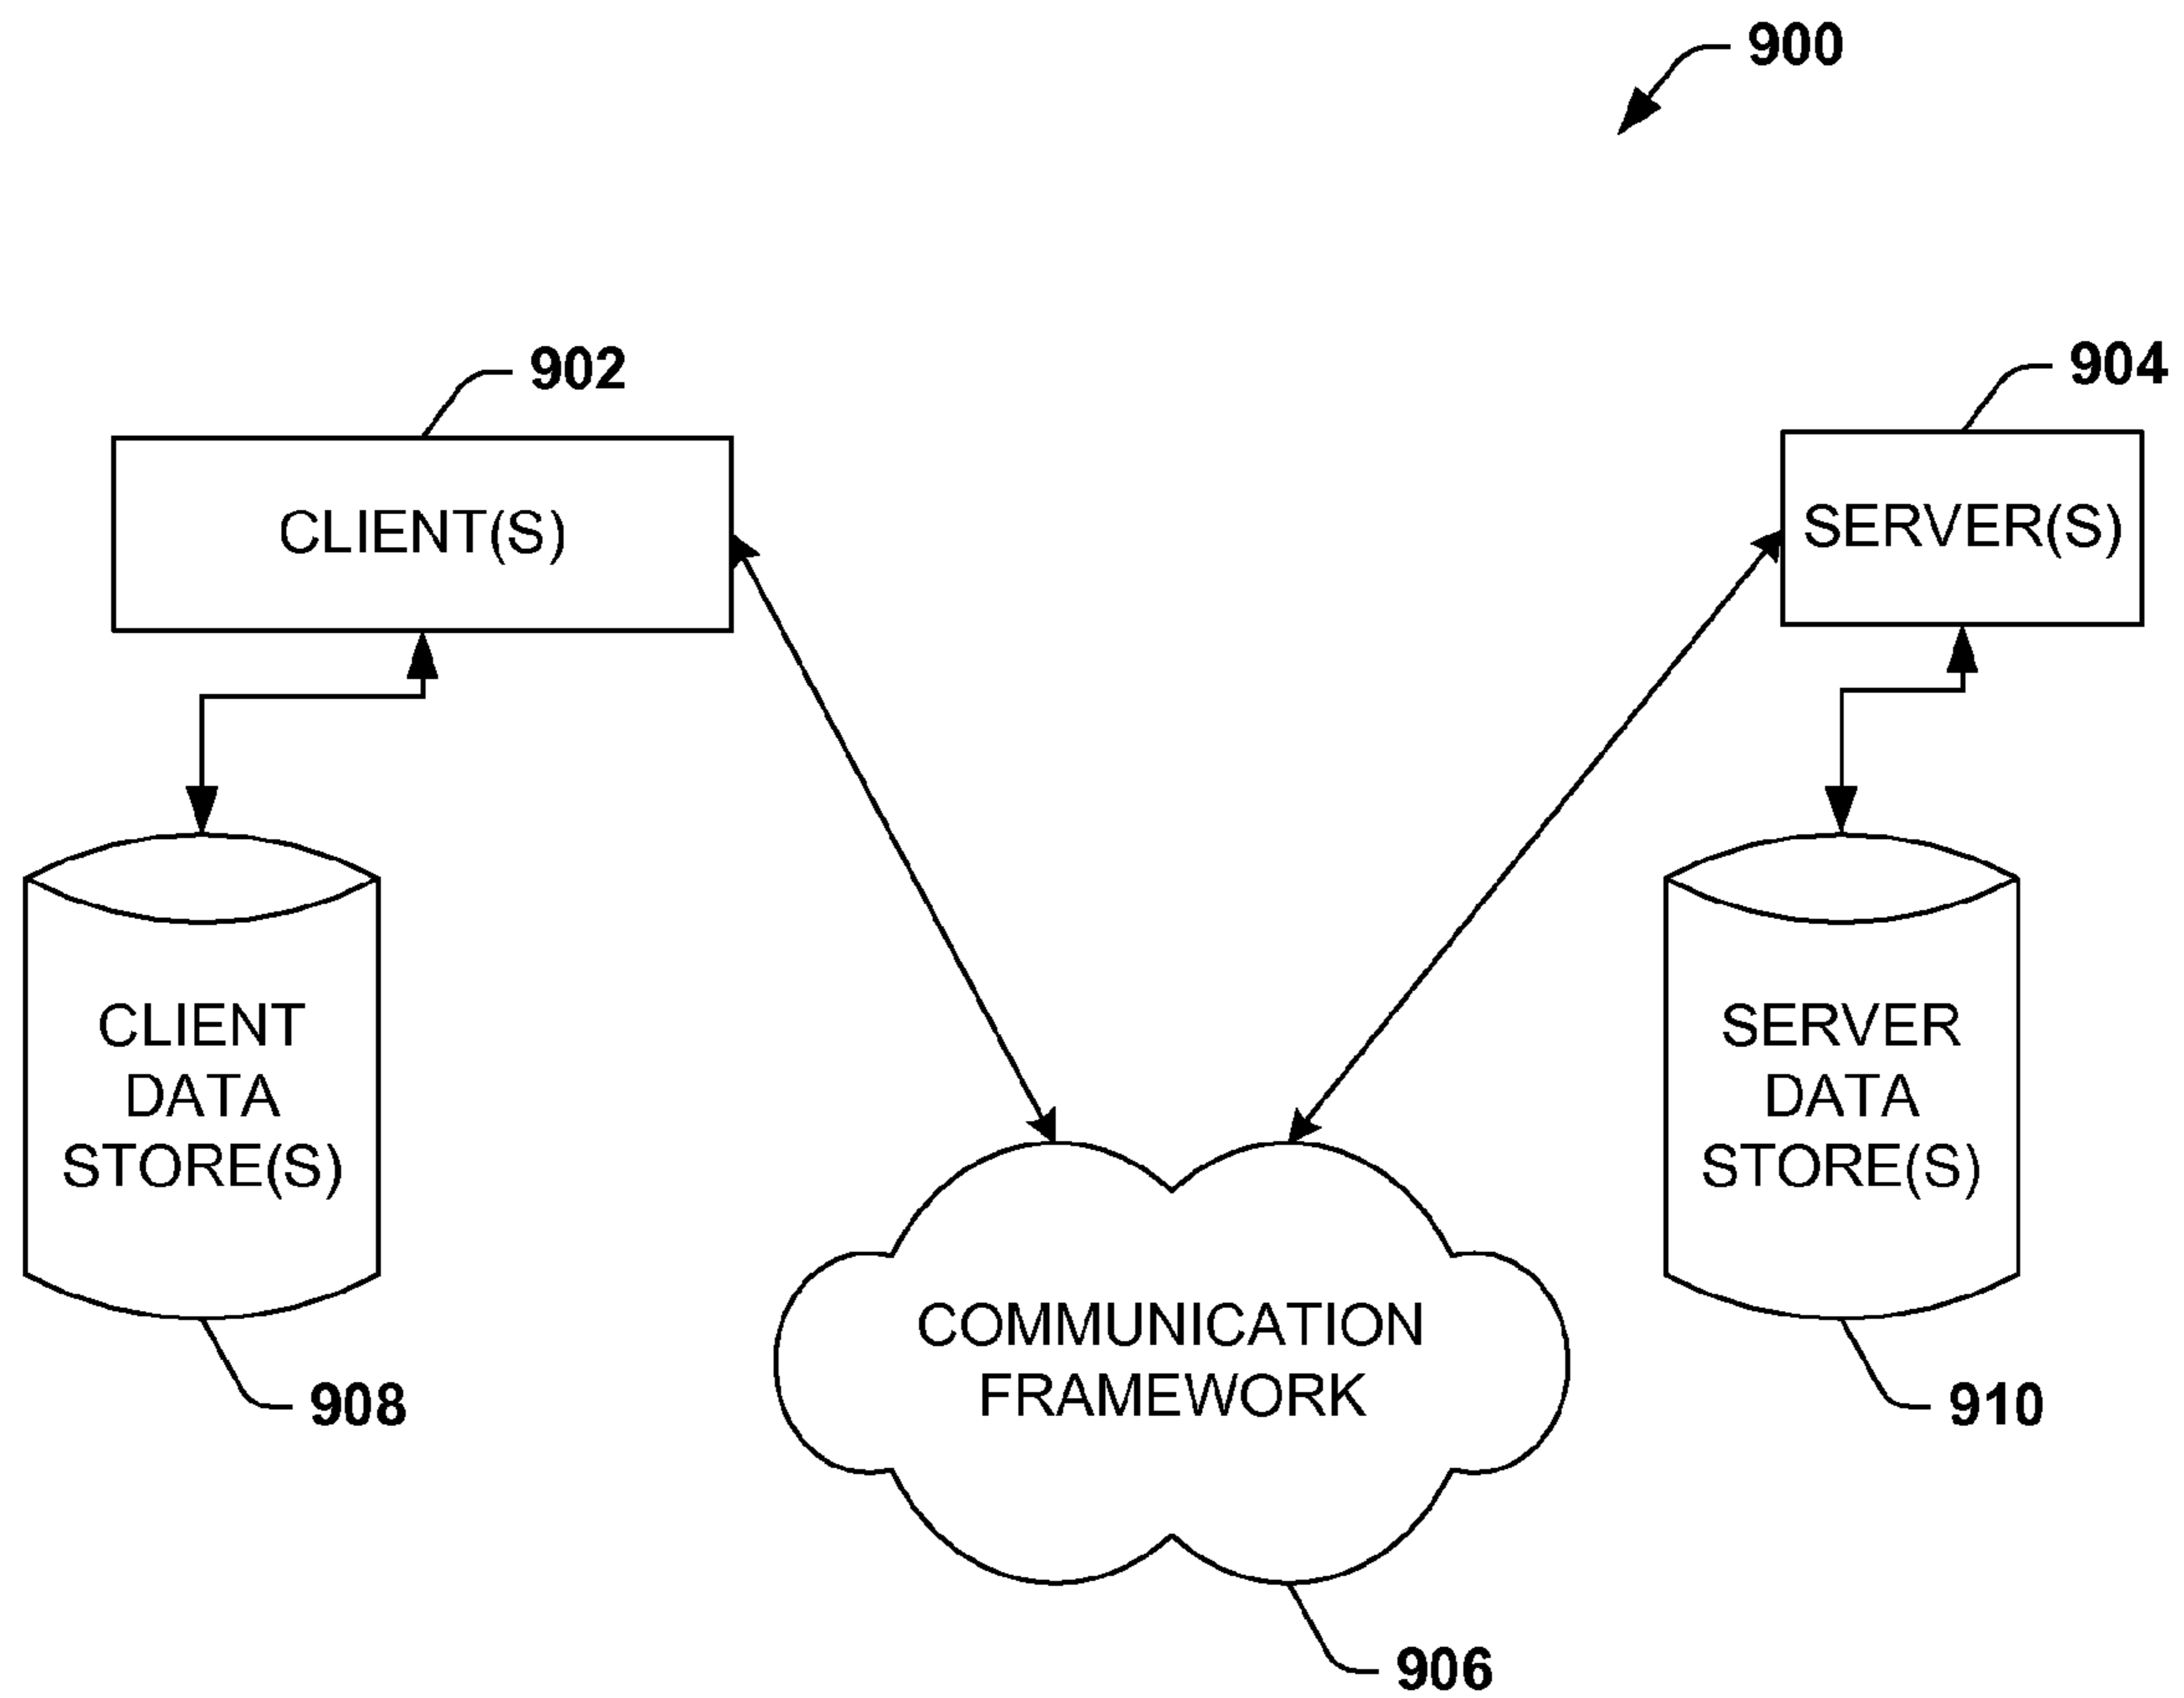 900
902
904
CLIENT(S)
SERVER(S)
CLIENT
DATA
STORE(S)
SERVER
DATA
STORE(S)
COMMUNICATION
FRAMEWORK
908
910
906